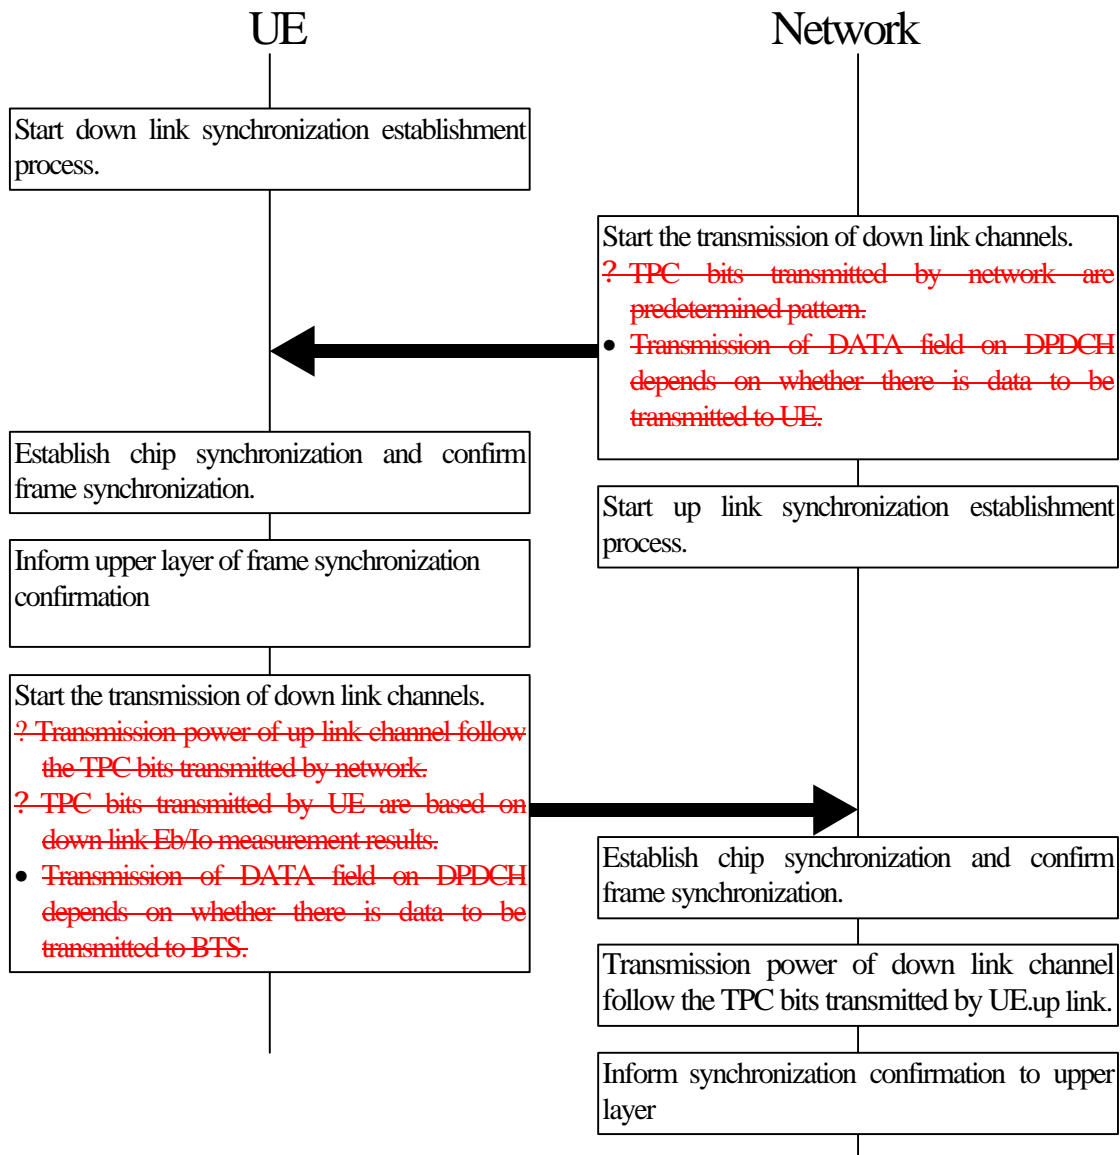 UE
Network
Start down link synchronization establishment
process.
Start the transmission of down link channels.
? TPC bits transmitted by network are
predetermined pattern.
• Transmission of DATA field on DPDCH
depends on whether there is data to be
transmitted to UE.
Establish chip synchronization and confirm
frame synchronization.
Start up link synchronization establishment
process.
Inform upper layer of frame synchronization
confirmation
Start the transmission of down link channels.
? Transmission power of up link channel follow
the TPC bits transmitted by network.
? TPC bits transmitted by UE are based on
down link Eb/Io measurement results.
• Transmission of DATA field on DPDCH
depends on whether there is data to be
transmitted to BTS.
Establish chip synchronization and confirm
frame synchronization.
Transmission power of down link channel
follow the TPC bits transmitted by UE.up link.
Inform synchronization confirmation to upper
layer